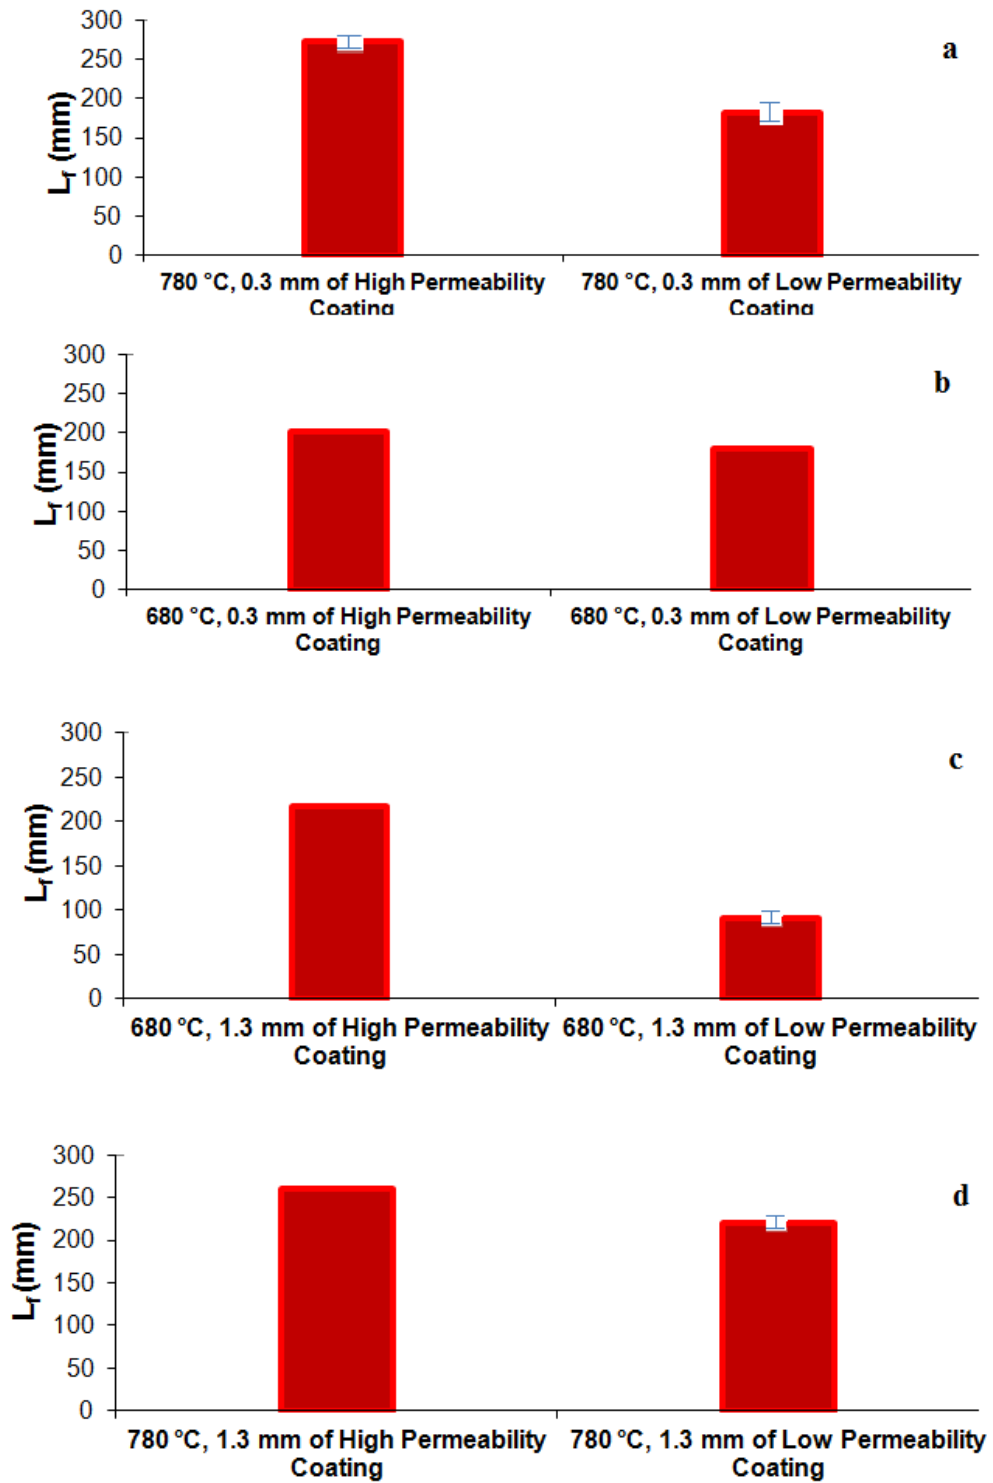 300
250
200
150
100
50
0
L_f (mm)
a
780 °C, 0.3 mm of High Permeability
Coating
780 °C, 0.3 mm of Low Permeability
Coating
300
250
200
150
100
50
0
L_f (mm)
b
680 °C, 0.3 mm of High Permeability
Coating
680 °C, 0.3 mm of Low Permeability
Coating
300
250
200
150
100
50
0
L_f (mm)
c
680 °C, 1.3 mm of High Permeability
Coating
680 °C, 1.3 mm of Low Permeability
Coating
300
250
200
150
100
50
0
L_f (mm)
d
780 °C, 1.3 mm of High Permeability
Coating
780 °C, 1.3 mm of Low Permeability
Coating